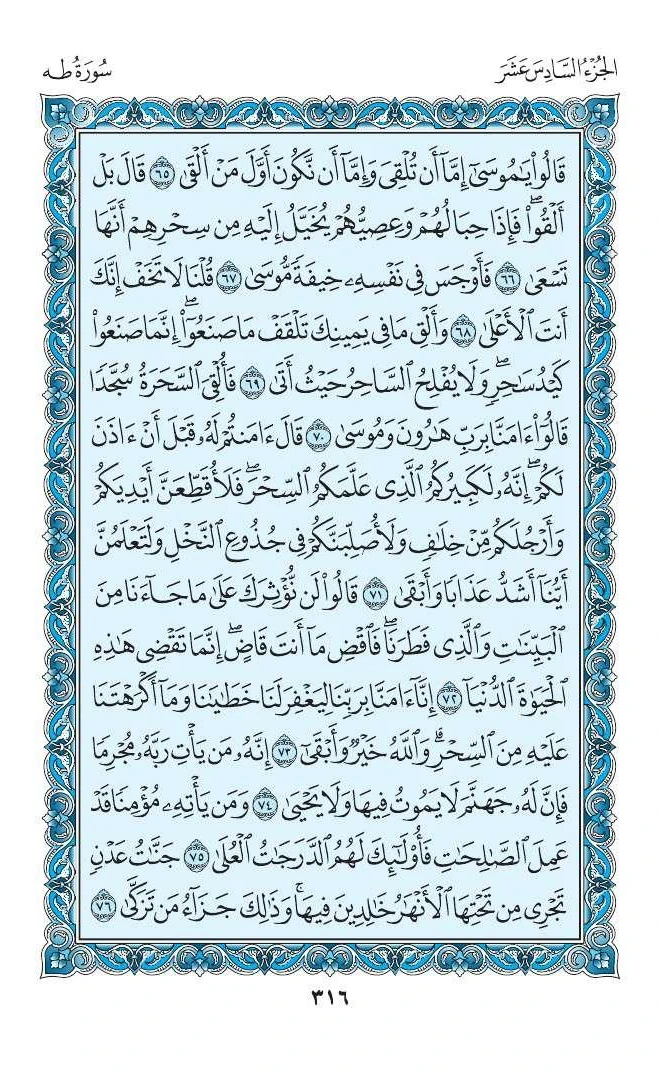 الجزء السادس عشر
سورة طه
قَالُوا۟ يَٰمُوسَىٰٓ إِمَّآ أَن تُلْقِىَ وَإِمَّآ أَن نَّكُونَ أَوَّلَ مَنْ أَلْقَىٰ ٦٥ قَالَ بَلْ
أَلْقُوا۟ ۖ فَإِذَا حِبَالُهُمْ وَعِصِيُّهُمْ يُخَيَّلُ إِلَيْهِ مِن سِحْرِهِمْ أَنَّهَا
تَسْعَىٰ ٦٦ فَأَوْجَسَ فِى نَفْسِهِۦ خِيفَةً مُّوسَىٰ ٦٧ قُلْنَا لَا تَخَفْ إِنَّكَ
أَنتَ ٱلْأَعْلَىٰ ٦٨ وَأَلْقِ مَا فِى يَمِينِكَ تَلْقَفْ مَا صَنَعُوٓا۟ ۖ إِنَّمَا صَنَعُوا۟
كَيْدُ سَٰحِرٍ ۖ وَلَا يُفْلِحُ ٱلسَّاحِرُ حَيْثُ أَتَىٰ ٦٩ فَأُلْقِىَ ٱلسَّحَرَةُ سُجَّدًا
قَالُوٓا۟ ءَامَنَّا بِرَبِّ هَٰرُونَ وَمُوسَىٰ ٧٠ قَالَ ءَامَنتُمْ لَهُۥ قَبْلَ أَنْ ءَاذَنَ
لَكُمْ ۖ إِنَّهُۥ لَكَبِيرُكُمُ ٱلَّذِى عَلَّمَكُمُ ٱلسِّحْرَ ۖ فَلَأُقَطِّعَنَّ أَيْدِيَكُمْ
وَأَرْجُلَكُم مِّنْ خِلَٰفٍ وَلَأُصَلِّبَنَّكُمْ فِى جُذُوعِ ٱلنَّخْلِ وَلَتَعْلَمُنَّ
أَيُّنَآ أَشَدُّ عَذَابًا وَأَبْقَىٰ ٧١ قَالُوا۟ لَن نُّؤْثِرَكَ عَلَىٰ مَا جَآءَنَا مِنَ
ٱلْبَيِّنَٰتِ وَٱلَّذِى فَطَرَنَا ۖ فَٱقْضِ مَآ أَنتَ قَاضٍ ۖ إِنَّمَا تَقْضِى هَٰذِهِ
ٱلْحَيَوٰةَ ٱلدُّنْيَآ ٧٢ إِنَّآ ءَامَنَّا بِرَبِّنَا لِيَغْفِرَ لَنَا خَطَٰيَٰنَا وَمَآ أَكْرَهْتَنَا
عَلَيْهِ مِنَ ٱلسِّحْرِ ۗ وَٱللَّهُ خَيْرٌ وَأَبْقَىٰٓ ٧٣ إِنَّهُۥ مَن يَأْتِ رَبَّهُۥ مُجْرِمًا
فَإِنَّ لَهُۥ جَهَنَّمَ لَا يَمُوتُ فِيهَا وَلَا يَحْيَىٰ ٧٤ وَمَن يَأْتِهِۦ مُؤْمِنًا قَدْ
عَمِلَ ٱلصَّٰلِحَٰتِ فَأُو۟لَٰٓئِكَ لَهُمُ ٱلدَّرَجَٰتُ ٱلْعُلَىٰ ٧٥ جَنَّٰتُ عَدْنٍ
تَجْرِى مِن تَحْتِهَا ٱلْأَنْهَٰرُ خَٰلِدِينَ فِيهَا ۚ وَذَٰلِكَ جَزَآءُ مَن تَزَكَّىٰ ٧٦
٣١٦